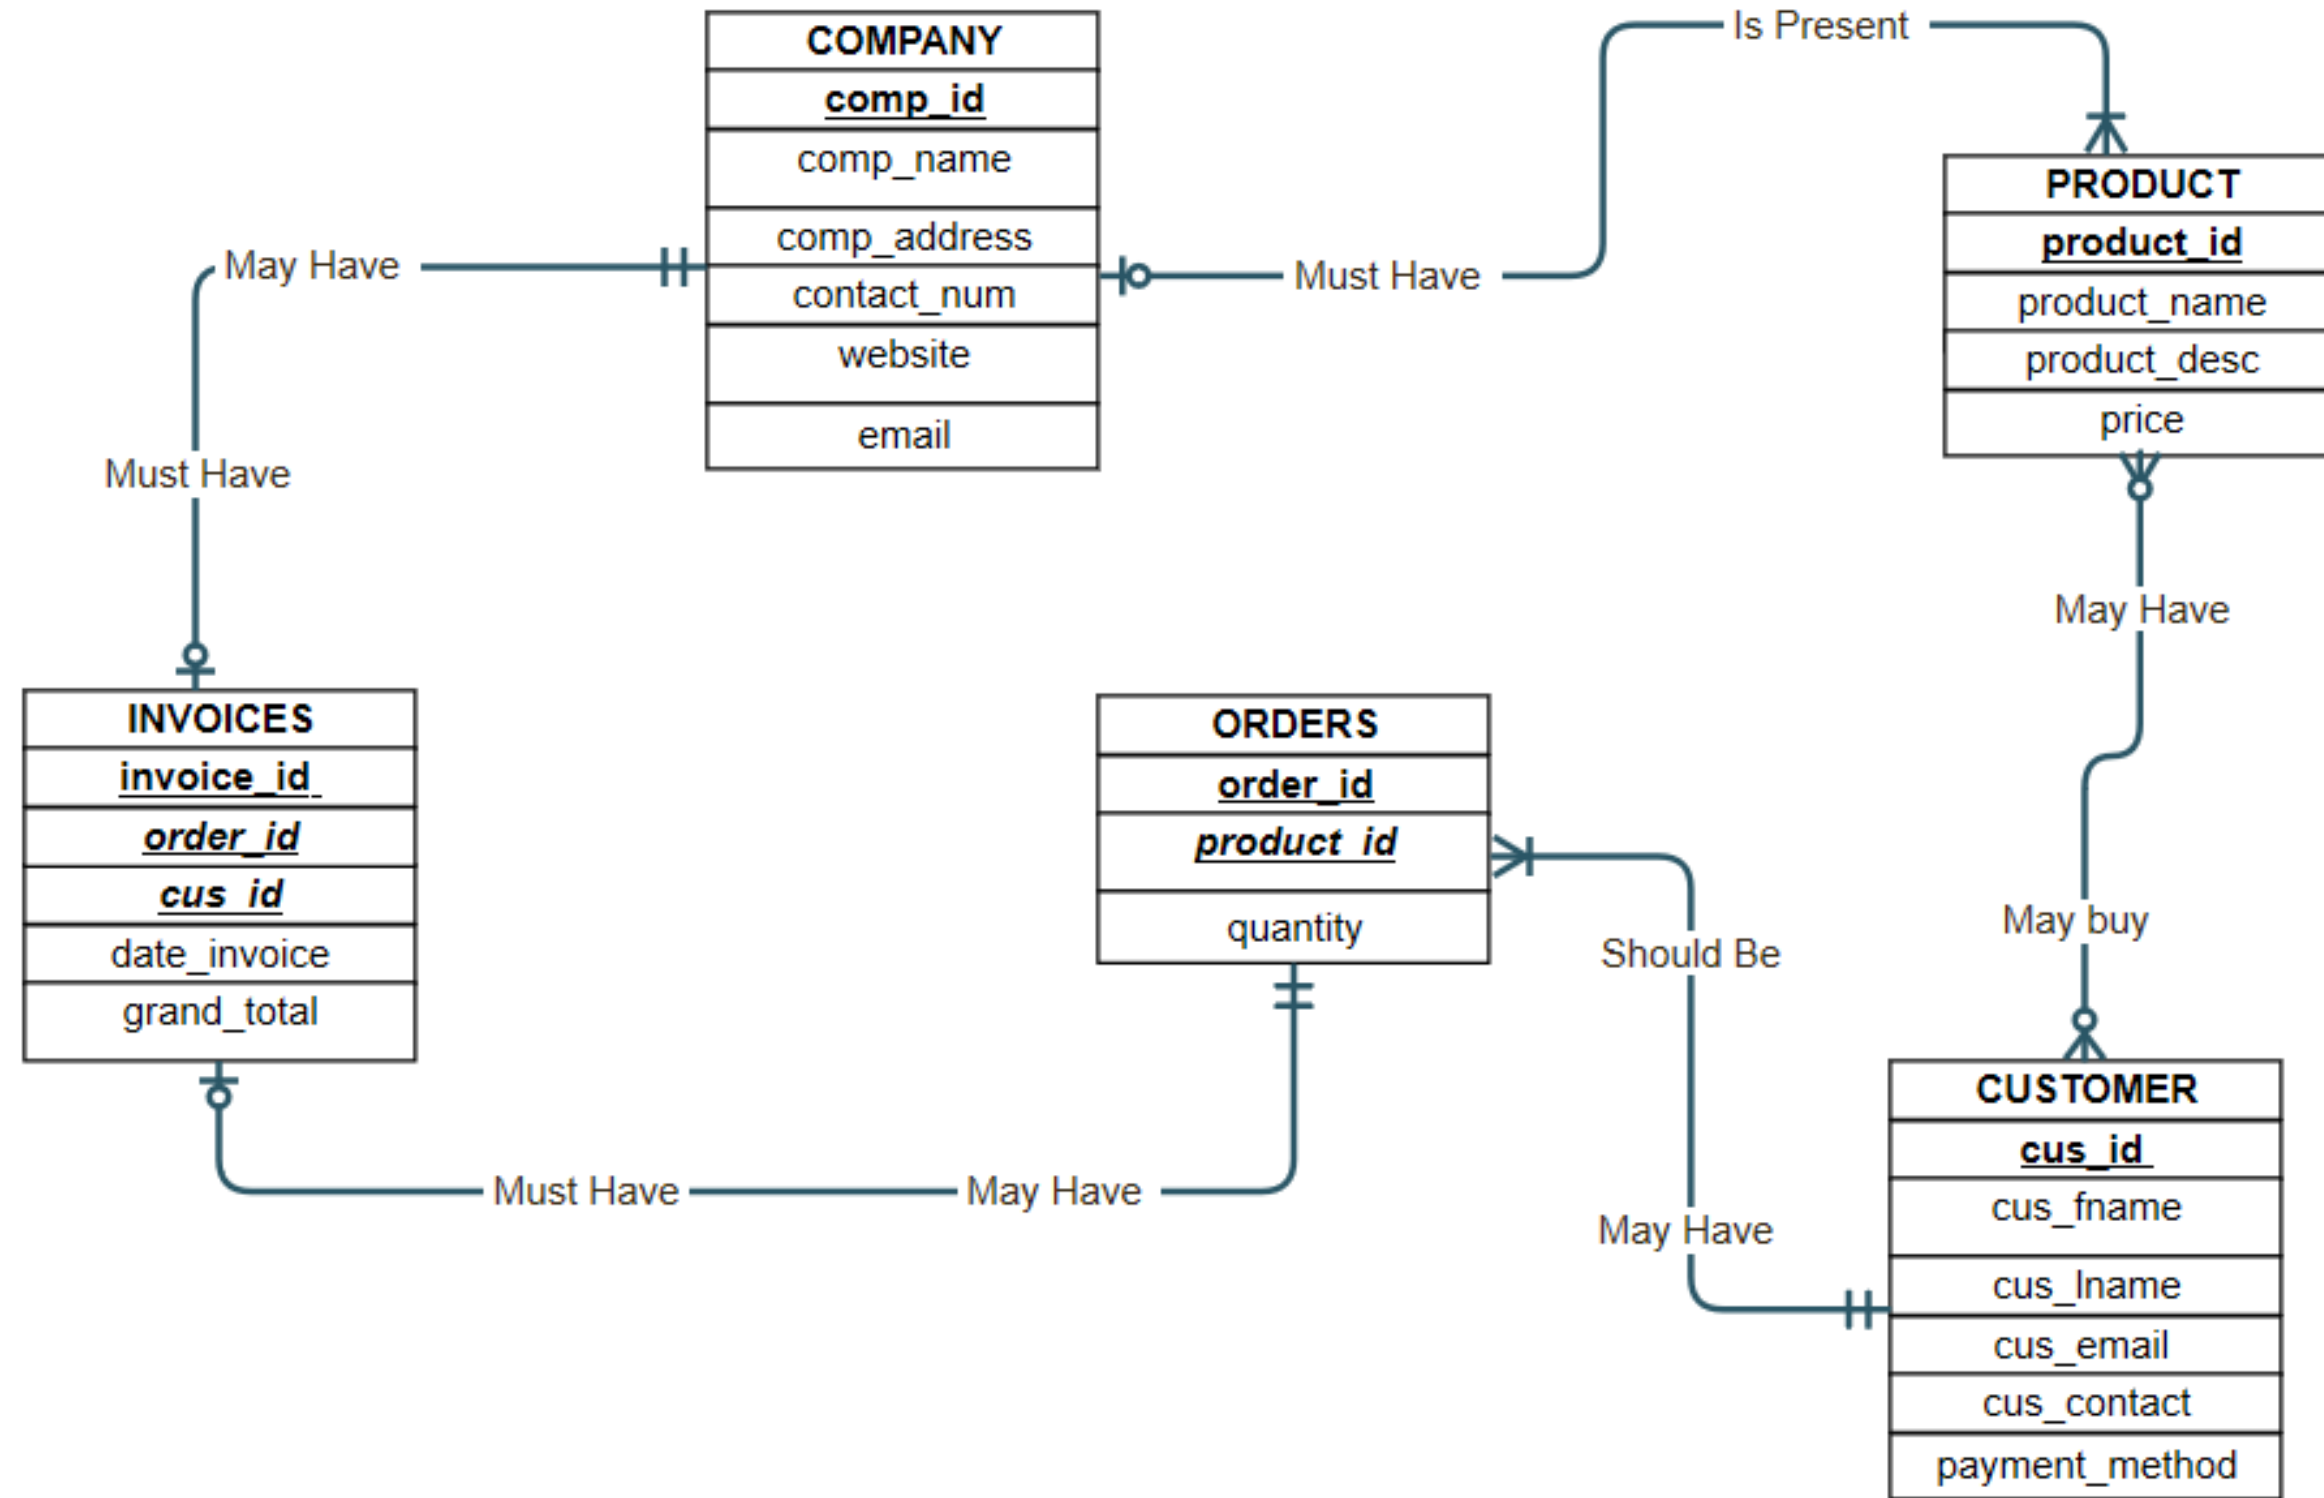 COMPANY
comp_id
comp_name
comp_address
contact_num
website
email
Is Present
Must Have
PRODUCT
product_id
product_name
product_desc
price
May Have
Must Have
INVOICES
invoice_id
order_id
cus_id
date_invoice
grand_total
ORDERS
order_id
product_id
quantity
May Have
May buy
Should Be
May Have
Must Have
May Have
CUSTOMER
cus_id
cus_fname
cus_lname
cus_email
cus_contact
payment_method